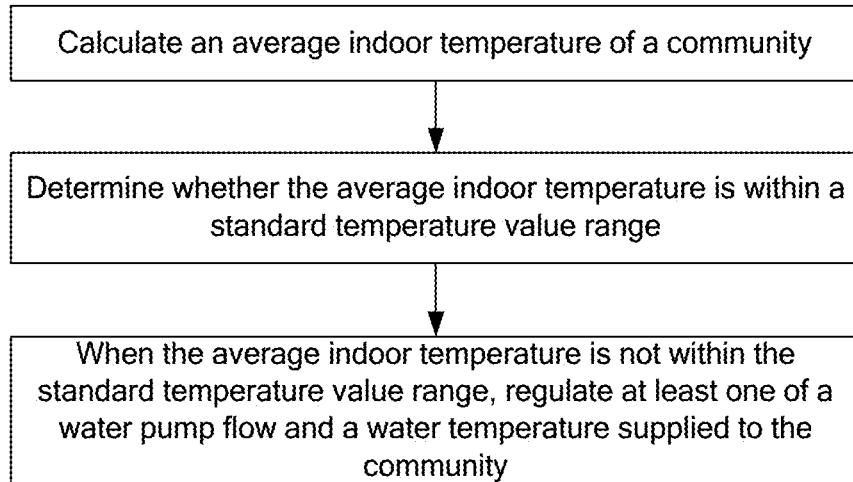 Calculate an average indoor temperature of a community
Determine whether the average indoor temperature is within a
standard temperature value range
When the average indoor temperature is not within the
standard temperature value range, regulate at least one of a
water pump flow and a water temperature supplied to the
community